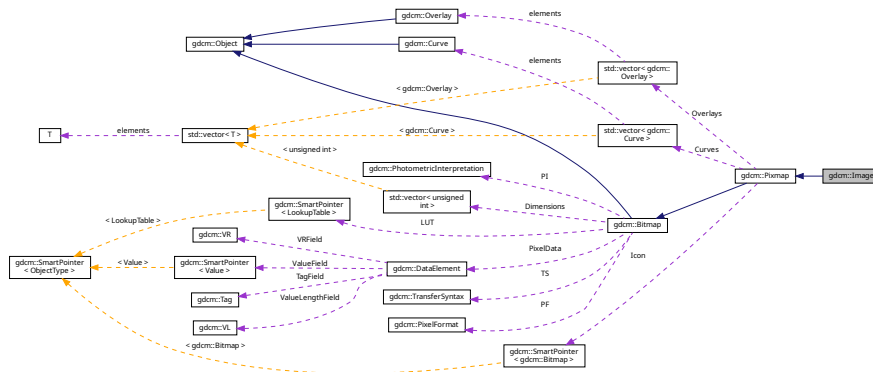 gdcm::Overlay
elements
gdcm::Object
gdcm::Curve
elements
std::vector< gdcm::
Overlay >
< gdcm::Overlay >
Overlays
T
elements
std::vector< T >
< gdcm::Curve >
std::vector< gdcm::
Curve >
Curves
< unsigned int >
gdcm::PhotometricInterpretation
PI
gdcm::Pixmap
gdcm::Image
std::vector< unsigned
int >
Dimensions
gdcm::SmartPointer
< LookupTable >
< LookupTable >
LUT
gdcm::Bitmap
gdcm::VR
VRField
PixelData
Icon
gdcm::SmartPointer
< ObjectType >
< Value >
gdcm::SmartPointer
< Value >
ValueField
TagField
gdcm::DataElement
TS
gdcm::Tag
ValueLengthField
gdcm::TransferSyntax
PF
gdcm::VL
gdcm::PixelFormat
< gdcm::Bitmap >
gdcm::SmartPointer
< gdcm::Bitmap >